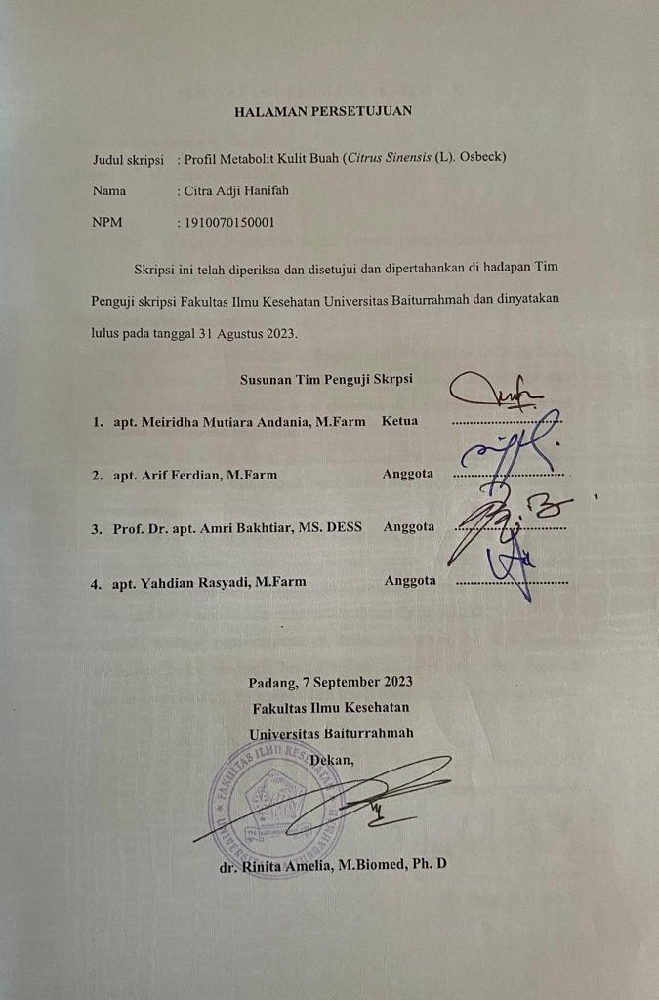 HALAMAN PERSETUJUAN
Judul skripsi : Profil Metabolit Kulit Buah (Citrus Sinensis (L). Osbeck)
Nama : Citra Adji Hanifah
NPM : 1910070150001
Skripsi ini telah diperiksa dan disetujui dan dipertahankan di hadapan Tim
Penguji skripsi Fakultas Ilmu Kesehatan Universitas Baiturrahmah dan dinyatakan
lulus pada tanggal 31 Agustus 2023.
Susunan Tim Penguji Skrpsi
1. apt. Meiridha Mutiara Andania, M.Farm Ketua
2. apt. Arif Ferdian, M.Farm Anggota
3. Prof. Dr. apt. Amri Bakhtiar, MS. DESS Anggota
4. apt. Yahdian Rasyadi, M.Farm Anggota
Padang, 7 September 2023
Fakultas Ilmu Kesehatan
Universitas Baiturrahmah
Dekan,
FAKULTAS ILMU KESEHATAN
UNIVERSITAS BAITURRAHMAH
dr. Rinita Amelia, M.Biomed, Ph. D